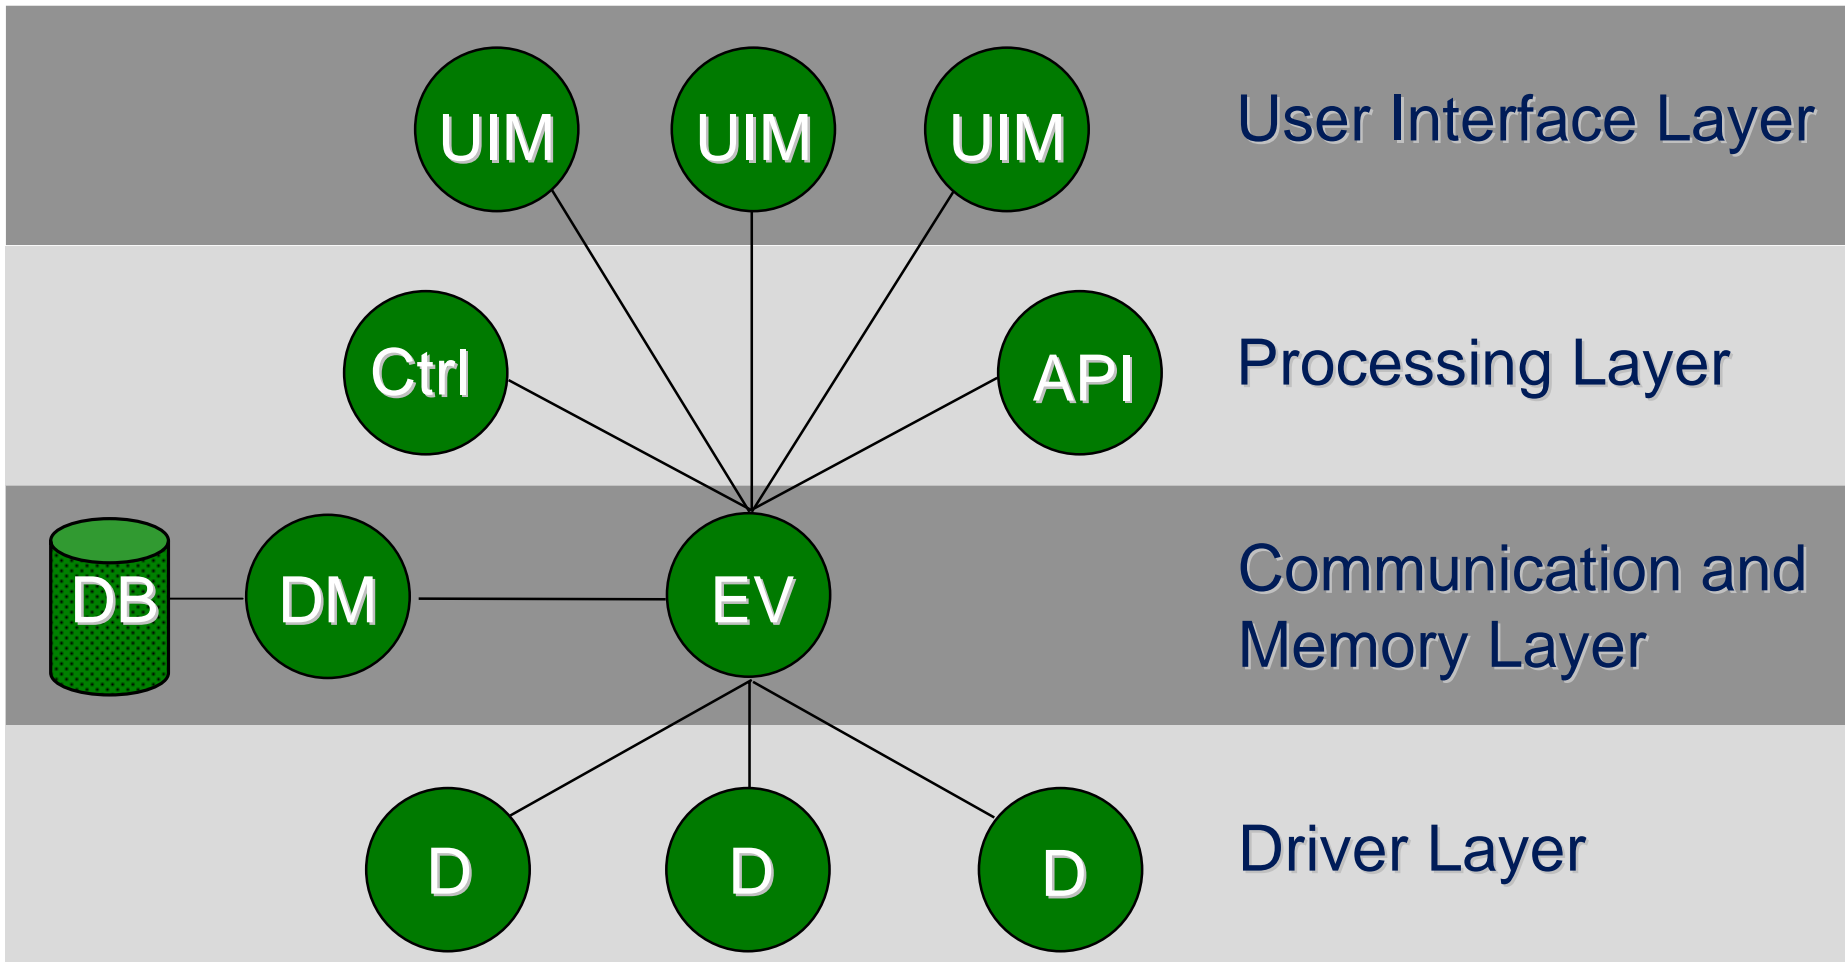 UIM
UIM
UIM
User Interface Layer
Ctrl
API
Processing Layer
DB
DM
EV
Communication and
Memory Layer
D
D
D
Driver Layer